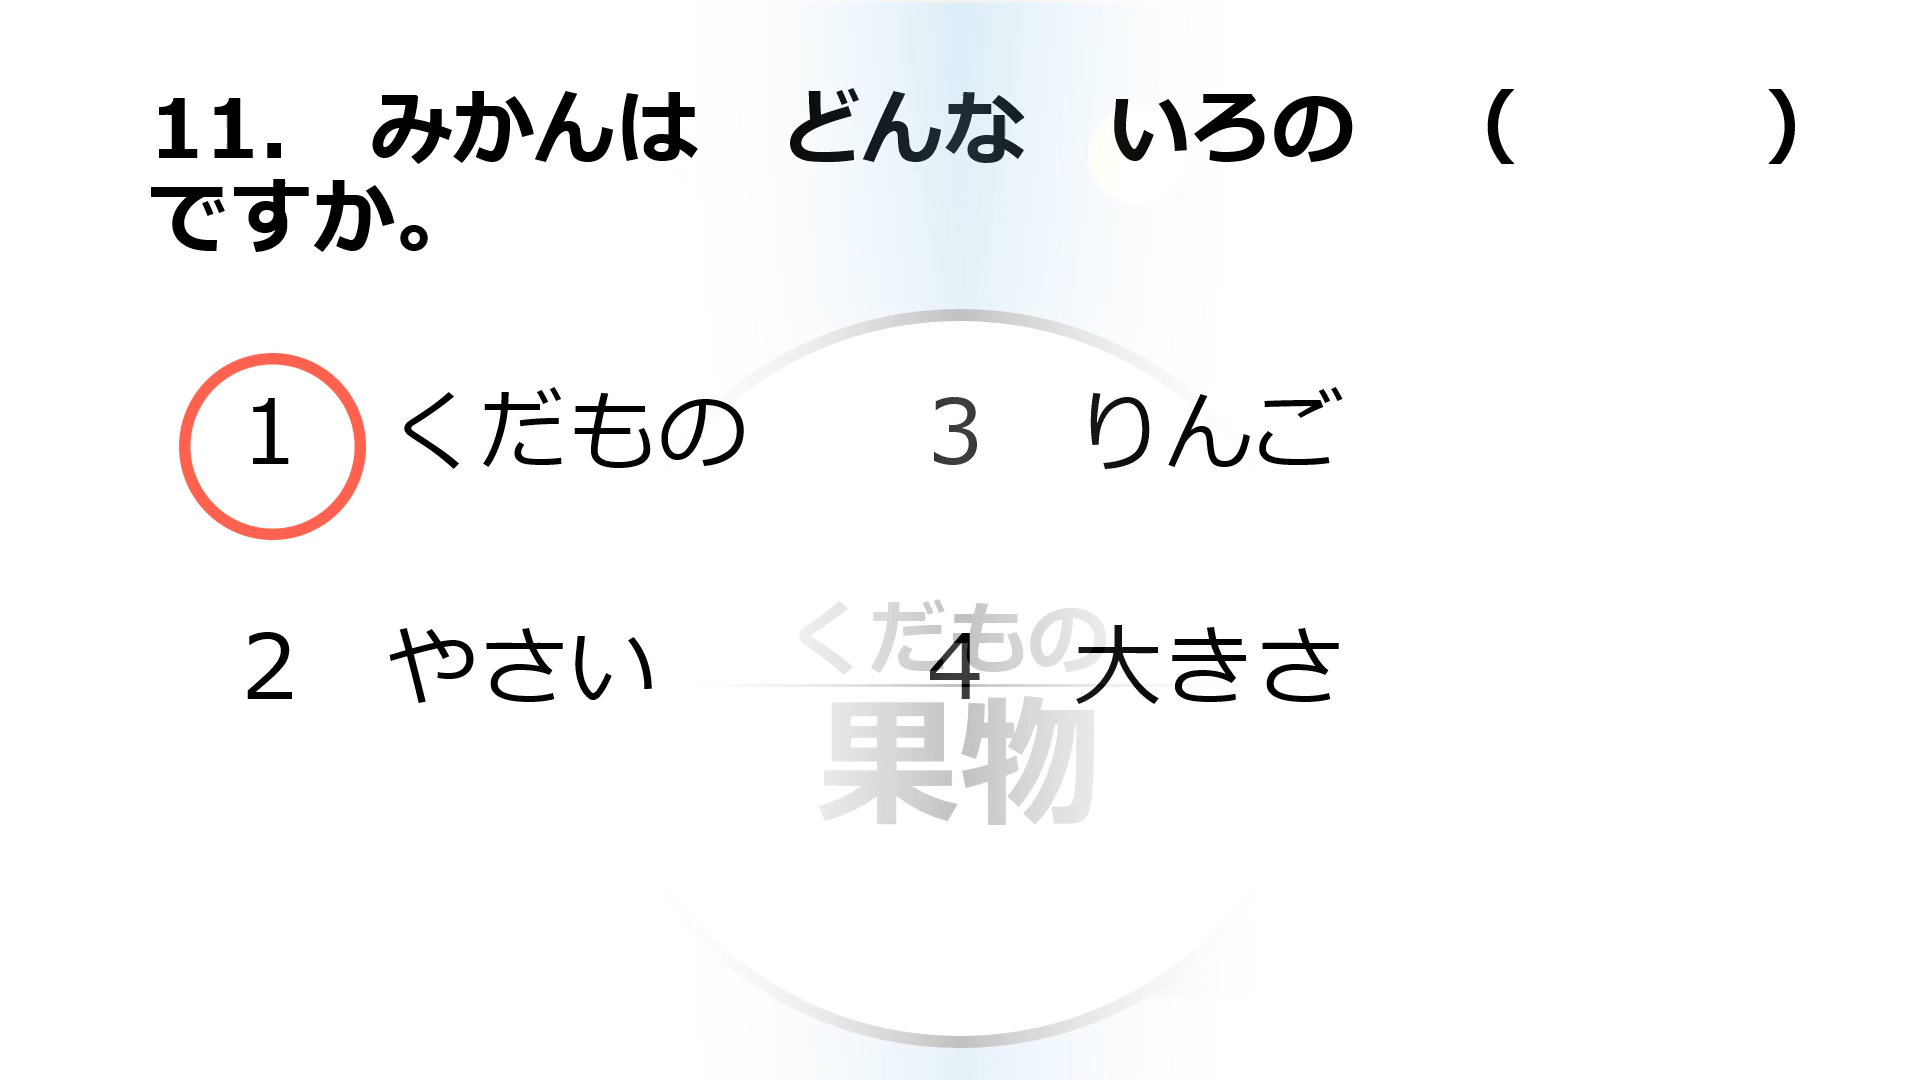 11.　みかんは　どんな　いろの　（　　　）
ですか。
1　くだもの　　3　りんご
2　やさい　　4　大きさ
くだもの
果物